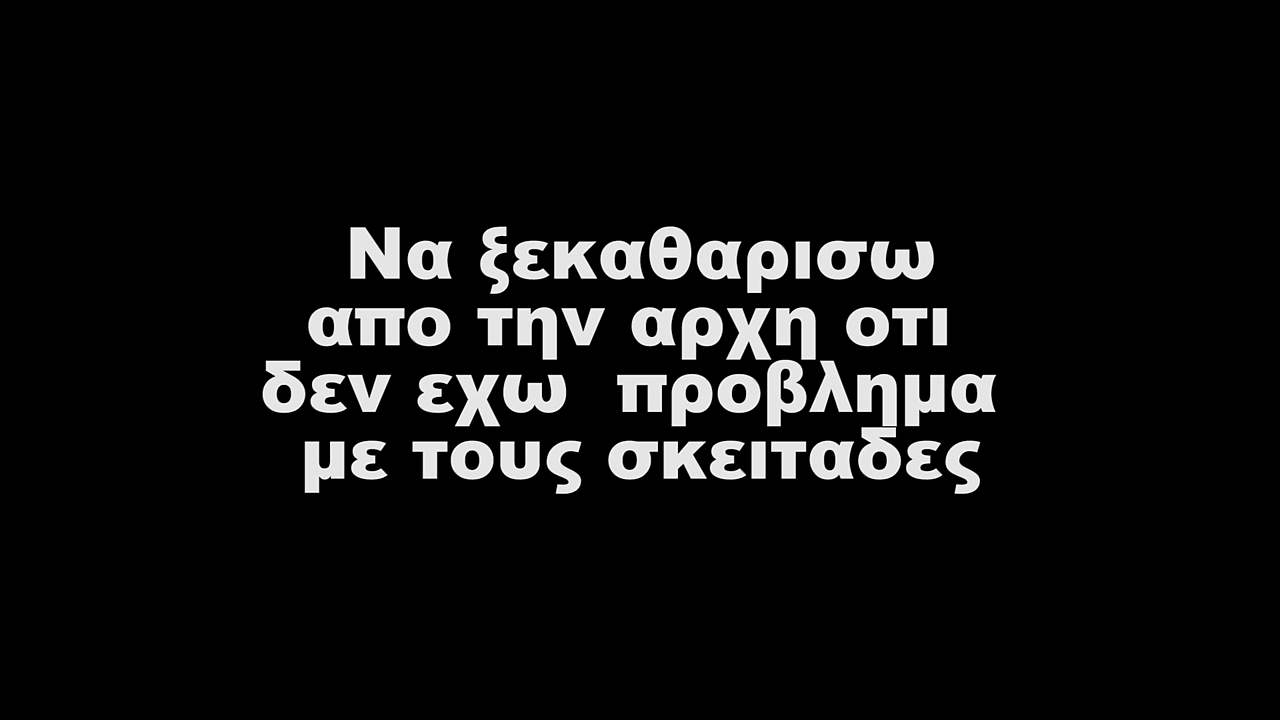 Να ξεκαθαρισω
απο την αρχη οτι
δεν εχω προβλημα
με τους σκειταδες